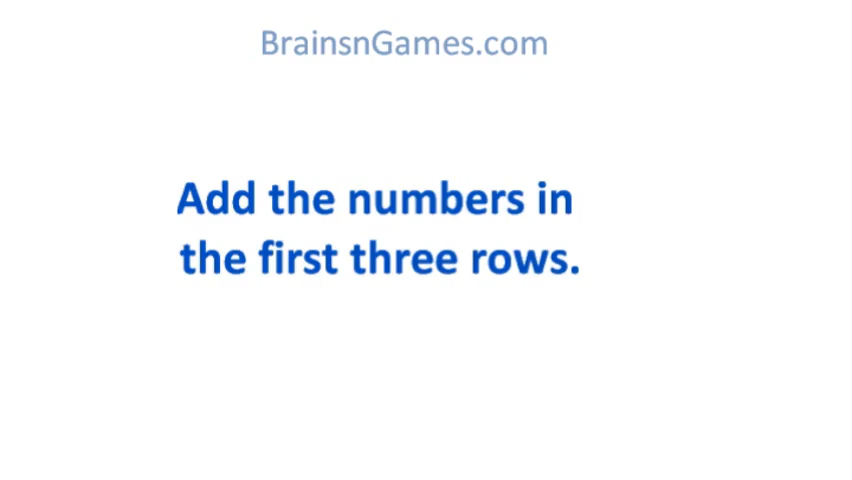 BrainsnGames.com
Add the numbers in
the first three rows.